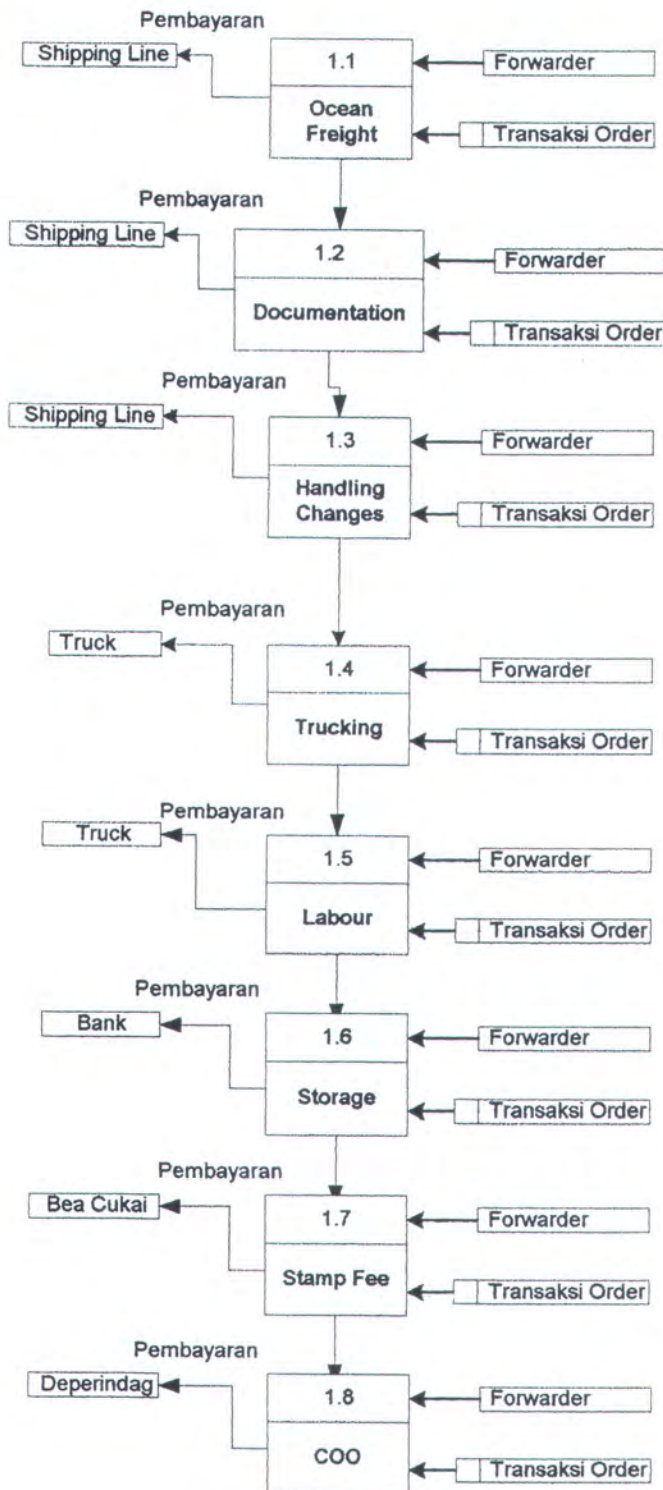 Pembayaran
Shipping Line
1.1
Forwarder
Ocean
Freight
Transaksi Order
Pembayaran
Shipping Line
1.2
Forwarder
Documentation
Transaksi Order
Pembayaran
Shipping Line
1.3
Forwarder
Handling
Changes
Transaksi Order
Pembayaran
Truck
1.4
Forwarder
Trucking
Transaksi Order
Pembayaran
Truck
1.5
Forwarder
Labour
Transaksi Order
Pembayaran
Bank
1.6
Forwarder
Storage
Transaksi Order
Pembayaran
Bea Cukai
1.7
Forwarder
Stamp Fee
Transaksi Order
Pembayaran
Deperindag
1.8
Forwarder
COO
Transaksi Order